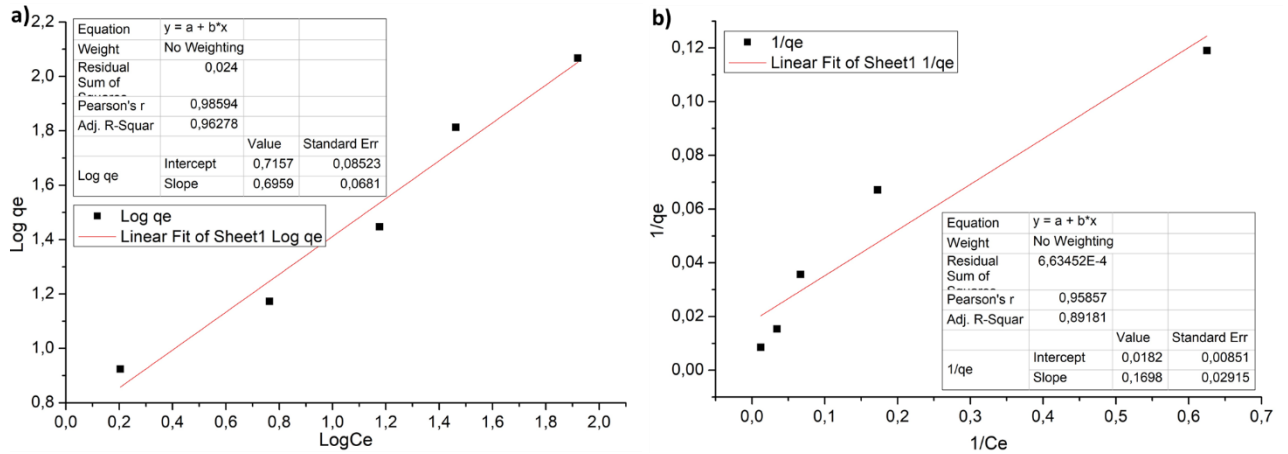 a)
Equation y = a + b*x
Weight No Weighting
Residual 0,024
Sum of
Pearson's r 0,98594
Adj. R-Squar 0,96278
Value Standard Err
Log qe Intercept 0,7157 0,08523
Slope 0,6959 0,0681
Log qe
Linear Fit of Sheet1 Log qe
2,2
2,0
1,8
1,6
1,4
1,2
1,0
0,8
Log qe
0,0 0,2 0,4 0,6 0,8 1,0 1,2 1,4 1,6 1,8 2,0
LogCe
b)
1/qe
Linear Fit of Sheet1 1/qe
0,12
0,10
0,08
0,06
0,04
0,02
0,00
1/qe
Equation y = a + b*x
Weight No Weighting
Residual 6,63452E-4
Sum of
Pearson's r 0,95857
Adj. R-Squar 0,89181
Value Standard Err
1/qe Intercept 0,0182 0,00851
Slope 0,1698 0,02915
0,0 0,1 0,2 0,3 0,4 0,5 0,6 0,7
1/Ce